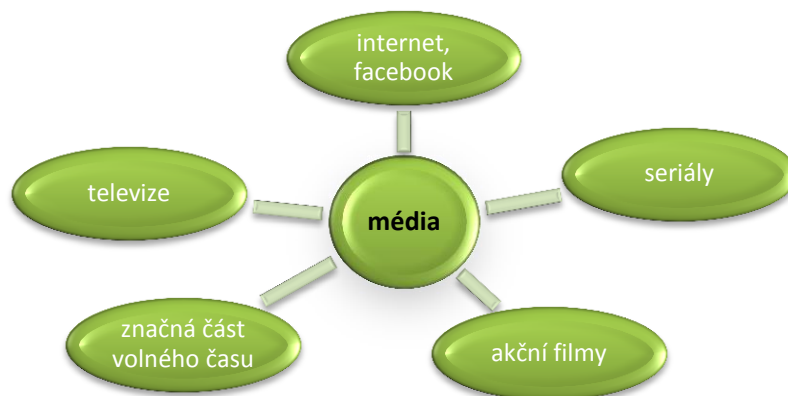 internet,
facebook
televize
seriály
média
značná část
volného času
akční filmy